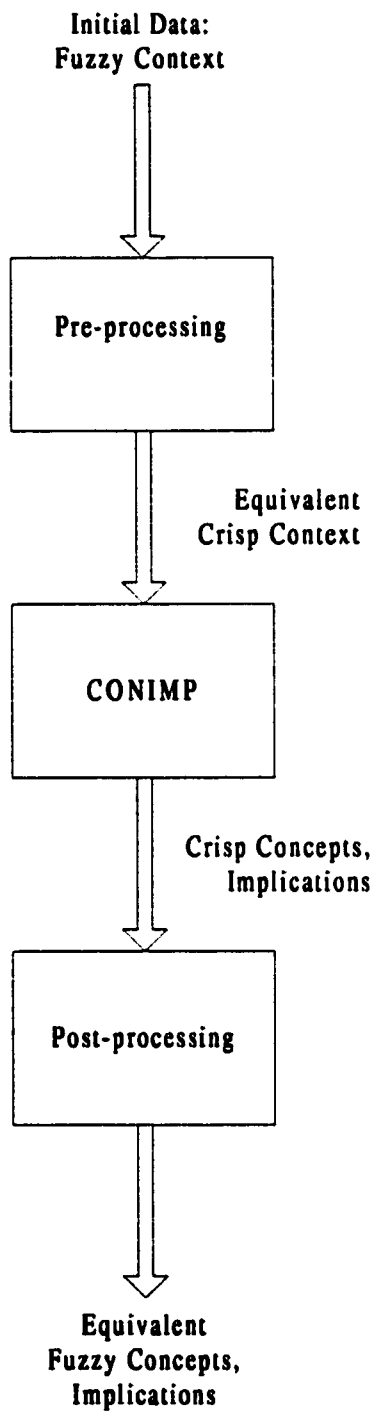 Initial Data:
Fuzzy Context
Pre-processing
Equivalent
Crisp Context
CONIMP
Crisp Concepts,
Implications
Post-processing
Equivalent
Fuzzy Concepts,
Implications